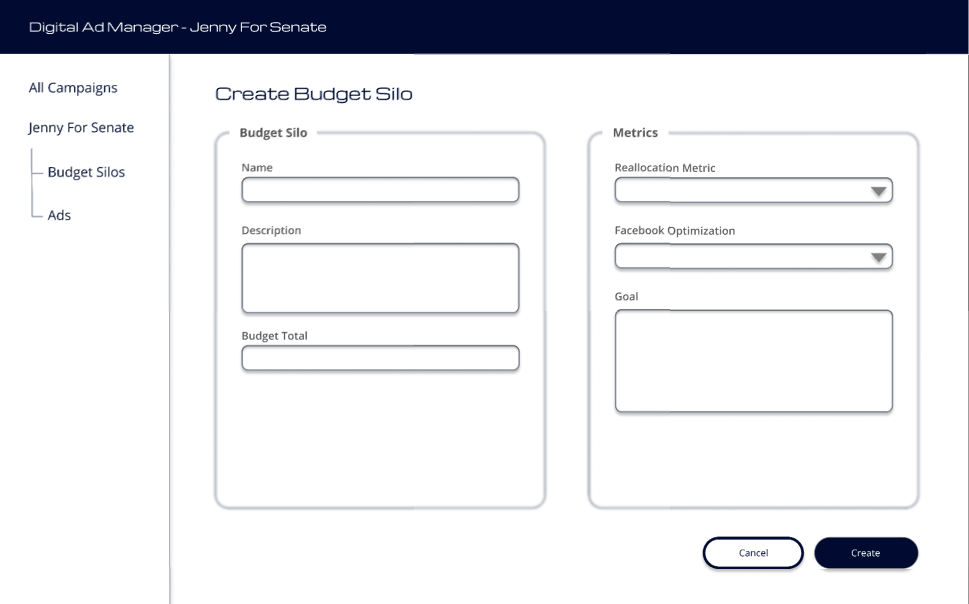 Digital Ad Manager - Jenny For Senate
All Campaigns
Jenny For Senate
Budget Silos
Ads
Create Budget Silo
Budget Silo
Name
Description
Budget Total
Metrics
Reallocation Metric
Facebook Optimization
Goal
Cancel
Create